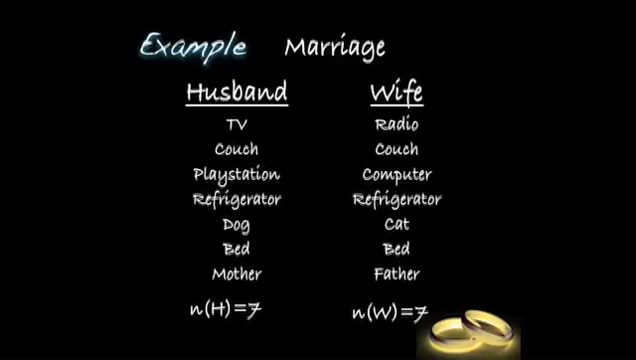 Example Marriage
Husband Wife
TV Radio
Couch Couch
Playstation Computer
Refrigerator Refrigerator
Dog Cat
Bed Bed
Mother Father
n(H)=7 n(W)=7